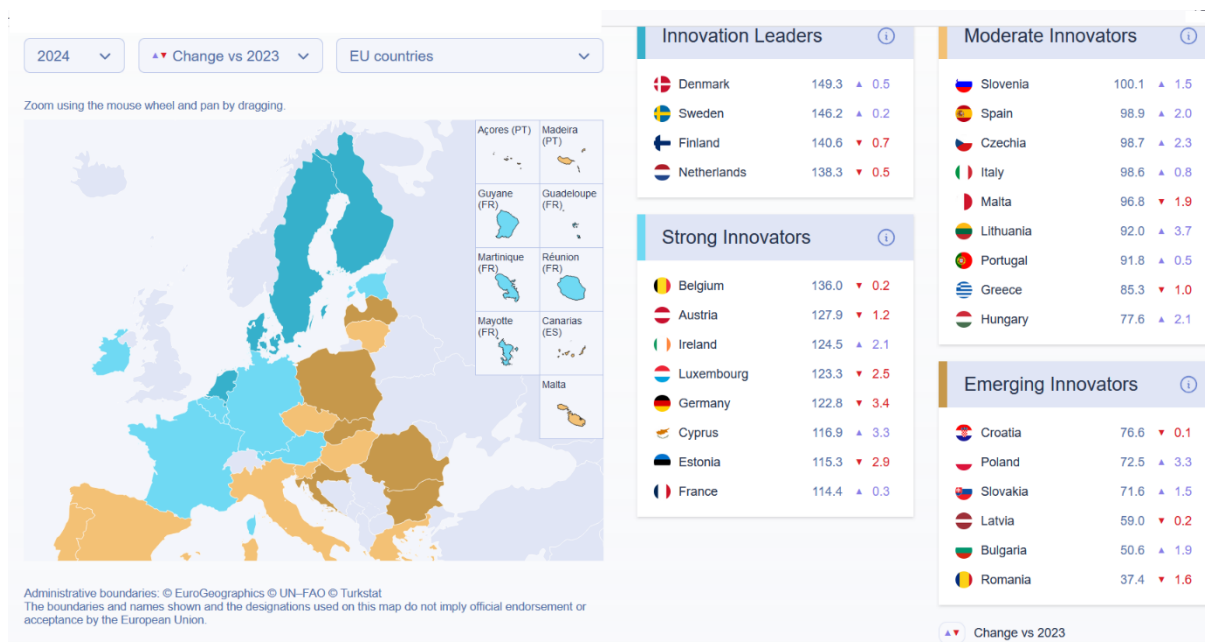 2024
▲▼ Change vs 2023
EU countries
Zoom using the mouse wheel and pan by dragging.
Açores (PT)
Madeira
(PT)
Guyane
(FR)
Guadeloupe
(FR)
Martinique
(FR)
Réunion
(FR)
Mayotte
(FR)
Canarias
(ES)
Malta
Administrative boundaries: © EuroGeographics © UN–FAO © Turkstat
The boundaries and names shown and the designations used on this map do not imply official endorsement or
acceptance by the European Union.
Innovation Leaders
Denmark 149.3 ▲ 0.5
Sweden 146.2 ▲ 0.2
Finland 140.6 ▼ 0.7
Netherlands 138.3 ▼ 0.5
Strong Innovators
Belgium 136.0 ▼ 0.2
Austria 127.9 ▼ 1.2
Ireland 124.5 ▲ 2.1
Luxembourg 123.3 ▼ 2.5
Germany 122.8 ▼ 3.4
Cyprus 116.9 ▲ 3.3
Estonia 115.3 ▼ 2.9
France 114.4 ▲ 0.3
Moderate Innovators
Slovenia 100.1 ▲ 1.5
Spain 98.9 ▲ 2.0
Czechia 98.7 ▲ 2.3
Italy 98.6 ▲ 0.8
Malta 96.8 ▼ 1.9
Lithuania 92.0 ▲ 3.7
Portugal 91.8 ▲ 0.5
Greece 85.3 ▼ 1.0
Hungary 77.6 ▲ 2.1
Emerging Innovators
Croatia 76.6 ▼ 0.1
Poland 72.5 ▲ 3.3
Slovakia 71.6 ▲ 1.5
Latvia 59.0 ▼ 0.2
Bulgaria 50.6 ▲ 1.9
Romania 37.4 ▼ 1.6
▲▼ Change vs 2023